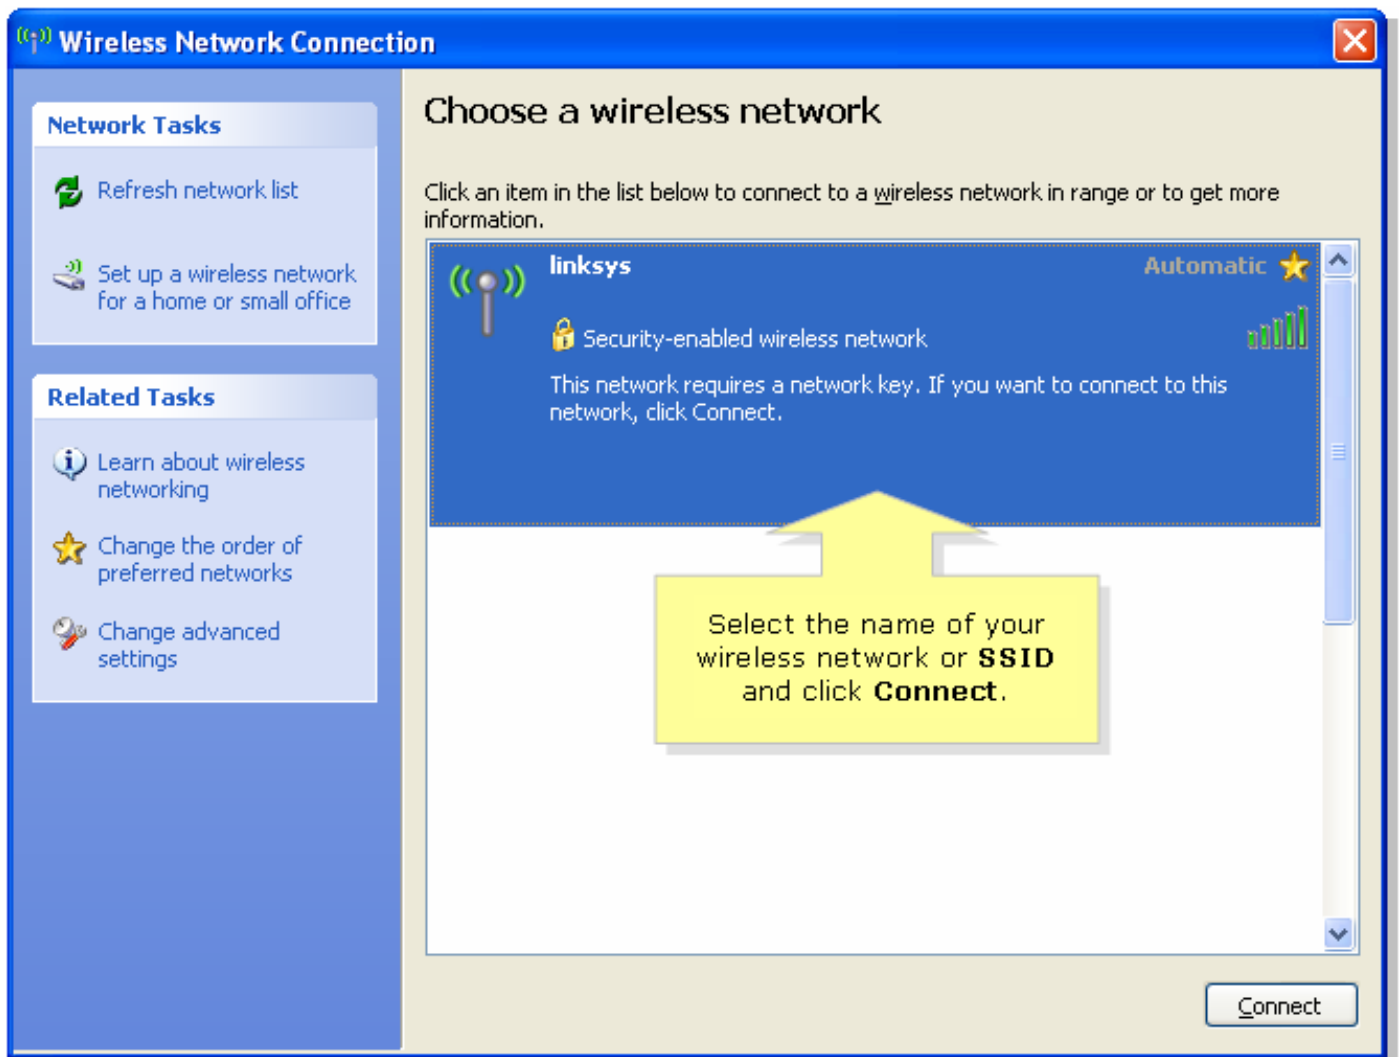 Wireless Network Connection
Network Tasks
Refresh network list
Set up a wireless network
for a home or small office
Related Tasks
Learn about wireless
networking
Change the order of
preferred networks
Change advanced
settings
Choose a wireless network
Click an item in the list below to connect to a wireless network in range or to get more
information.
linksys
Automatic
Security-enabled wireless network
This network requires a network key. If you want to connect to this
network, click Connect.
Select the name of your
wireless network or SSID
and click Connect.
Connect